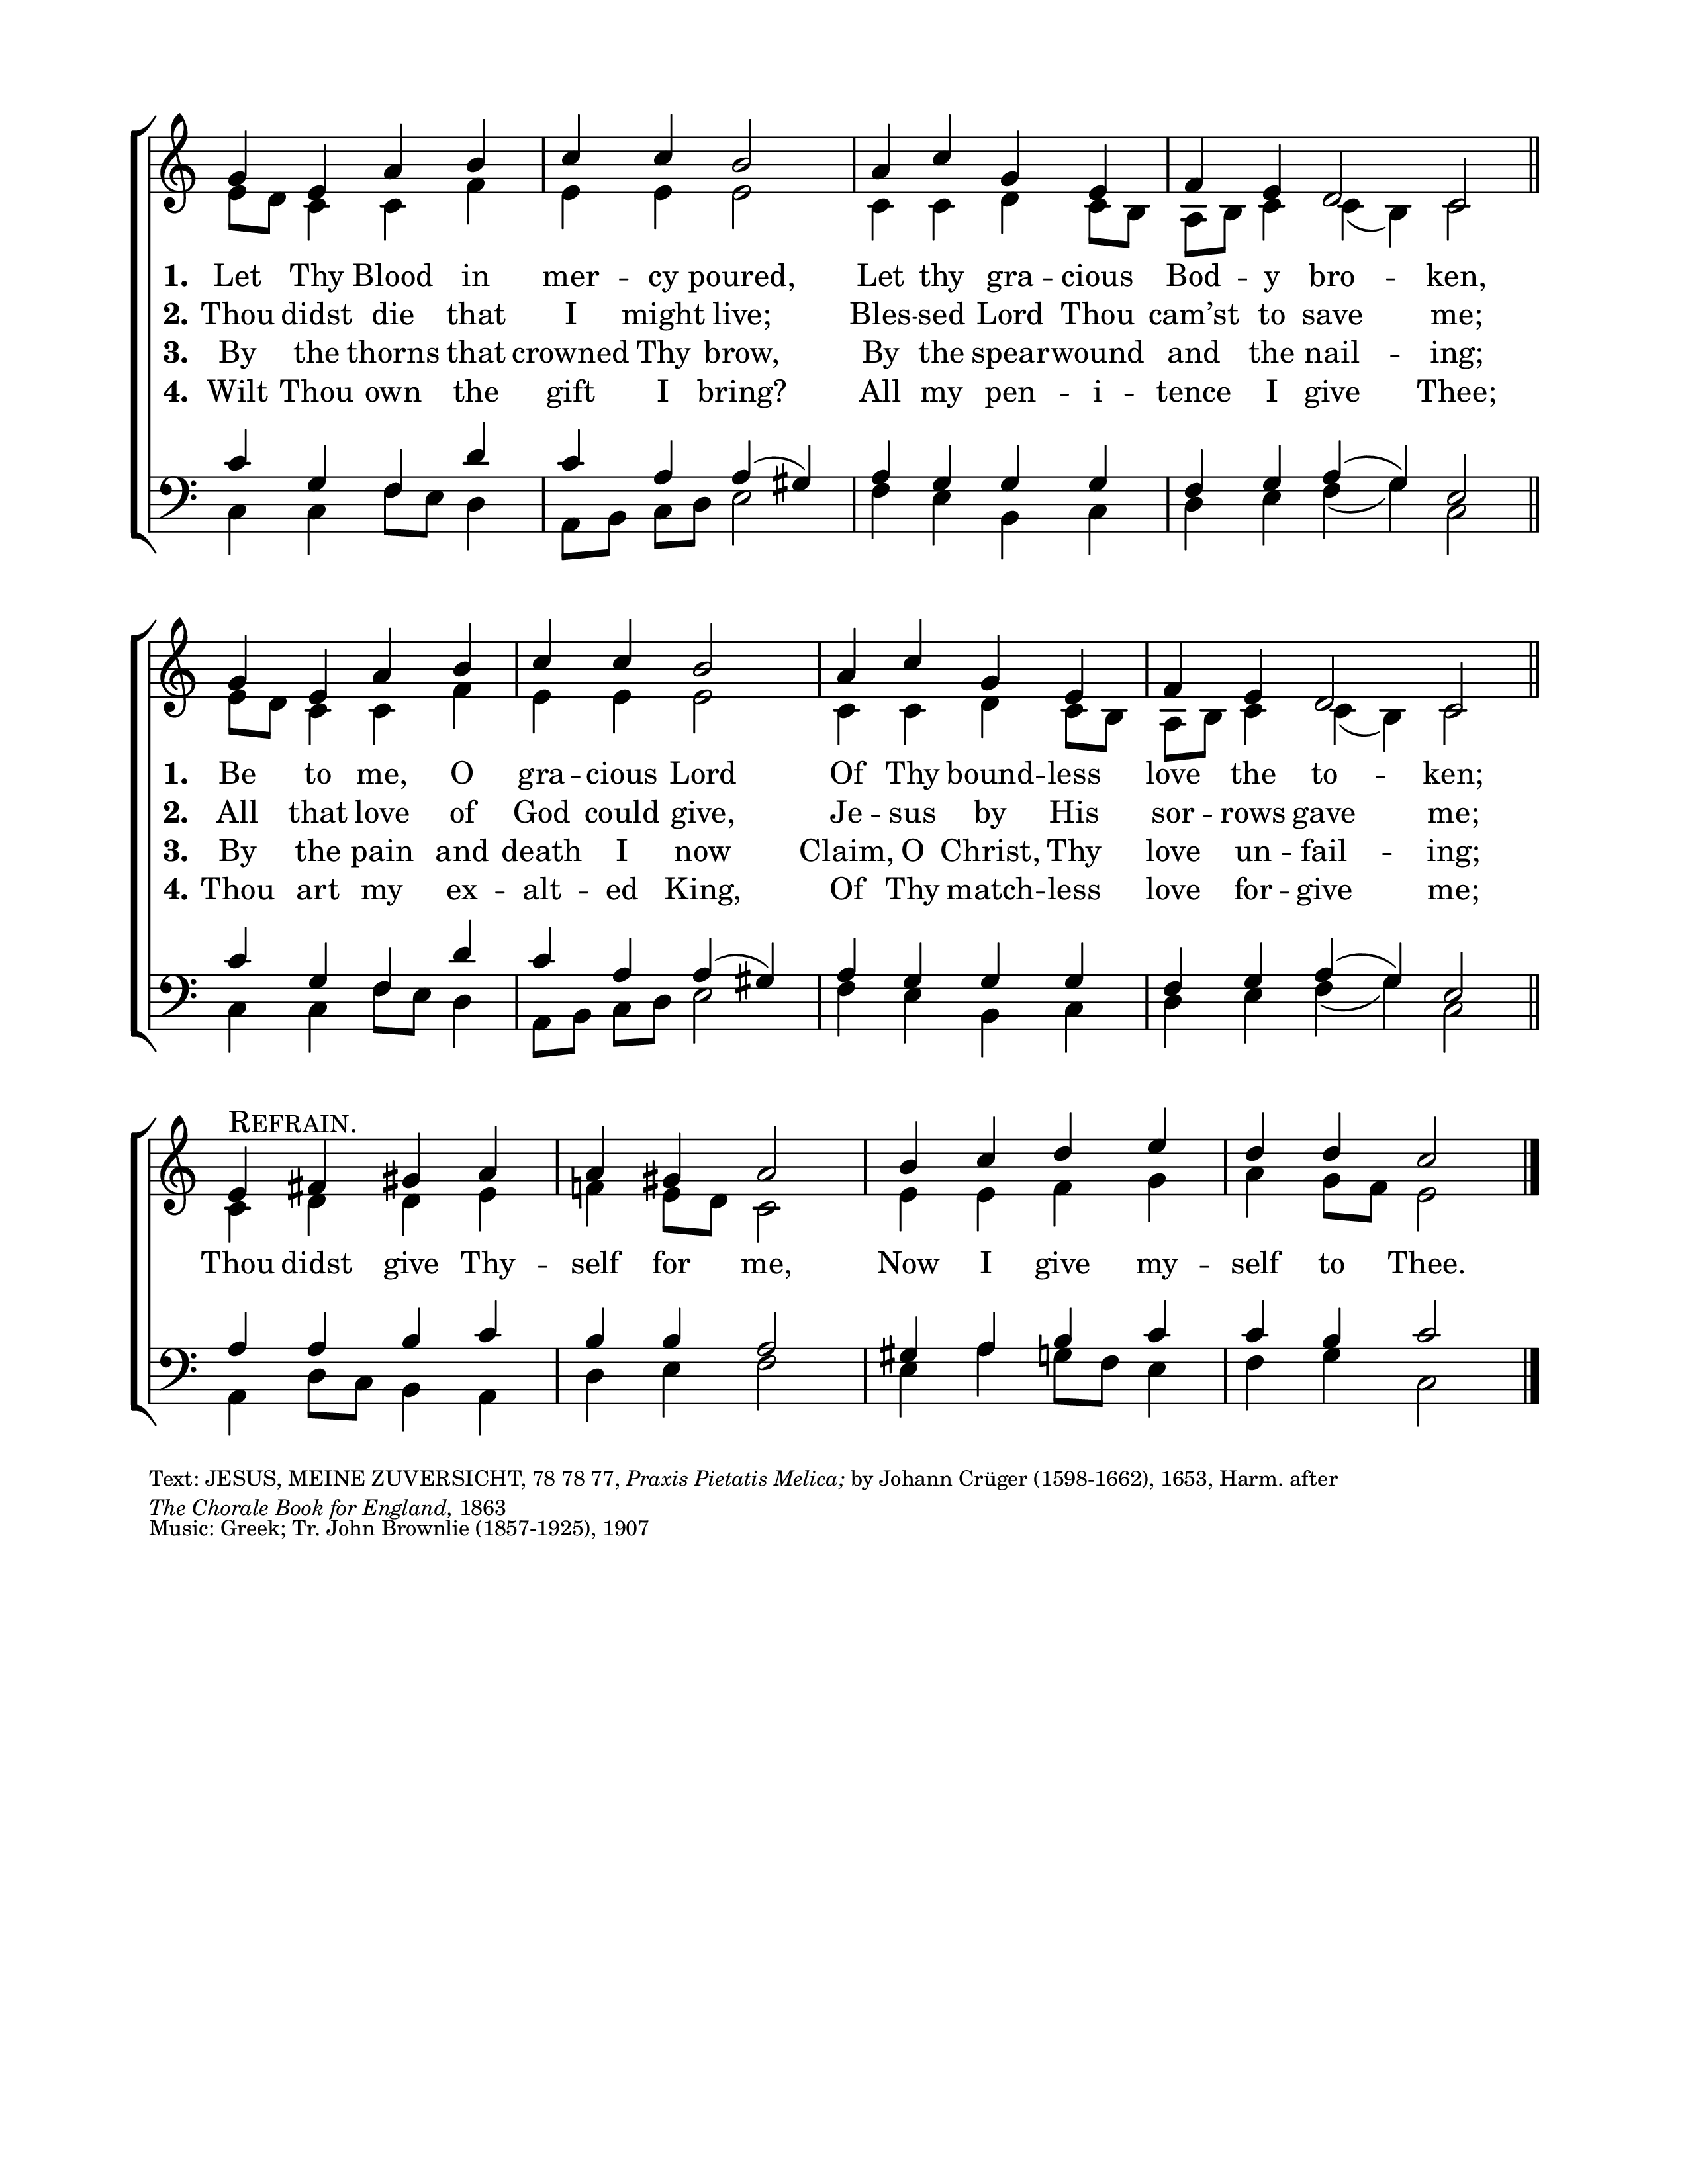 1. Let Thy Blood in mer -- cy poured, Let thy gra -- cious Bod -- y bro -- ken,
2. Thou didst die that I might live; Bles -- sed Lord Thou cam’st to save me;
3. By the thorns that crowned Thy brow, By the spear wound and the nail -- ing;
4. Wilt Thou own the gift I bring? All my pen -- i -- tence I give Thee;
1. Be to me, O gra -- cious Lord Of Thy bound -- less love the to -- ken;
2. All that love of God could give, Je -- sus by His sor -- rows gave me;
3. By the pain and death I now Claim, O Christ, Thy love un -- fail -- ing;
4. Thou art my ex -- alt -- ed King, Of Thy match -- less love for -- give me;
REFRAIN.
Thou didst give Thy -- self for me, Now I give my -- self to Thee.
Text: JESUS, MEINE ZUVERSICHT, 78 78 77, Praxis Pietatis Melica; by Johann Crüger (1598-1662), 1653, Harm. after
The Chorale Book for England, 1863
Music: Greek; Tr. John Brownlie (1857-1925), 1907